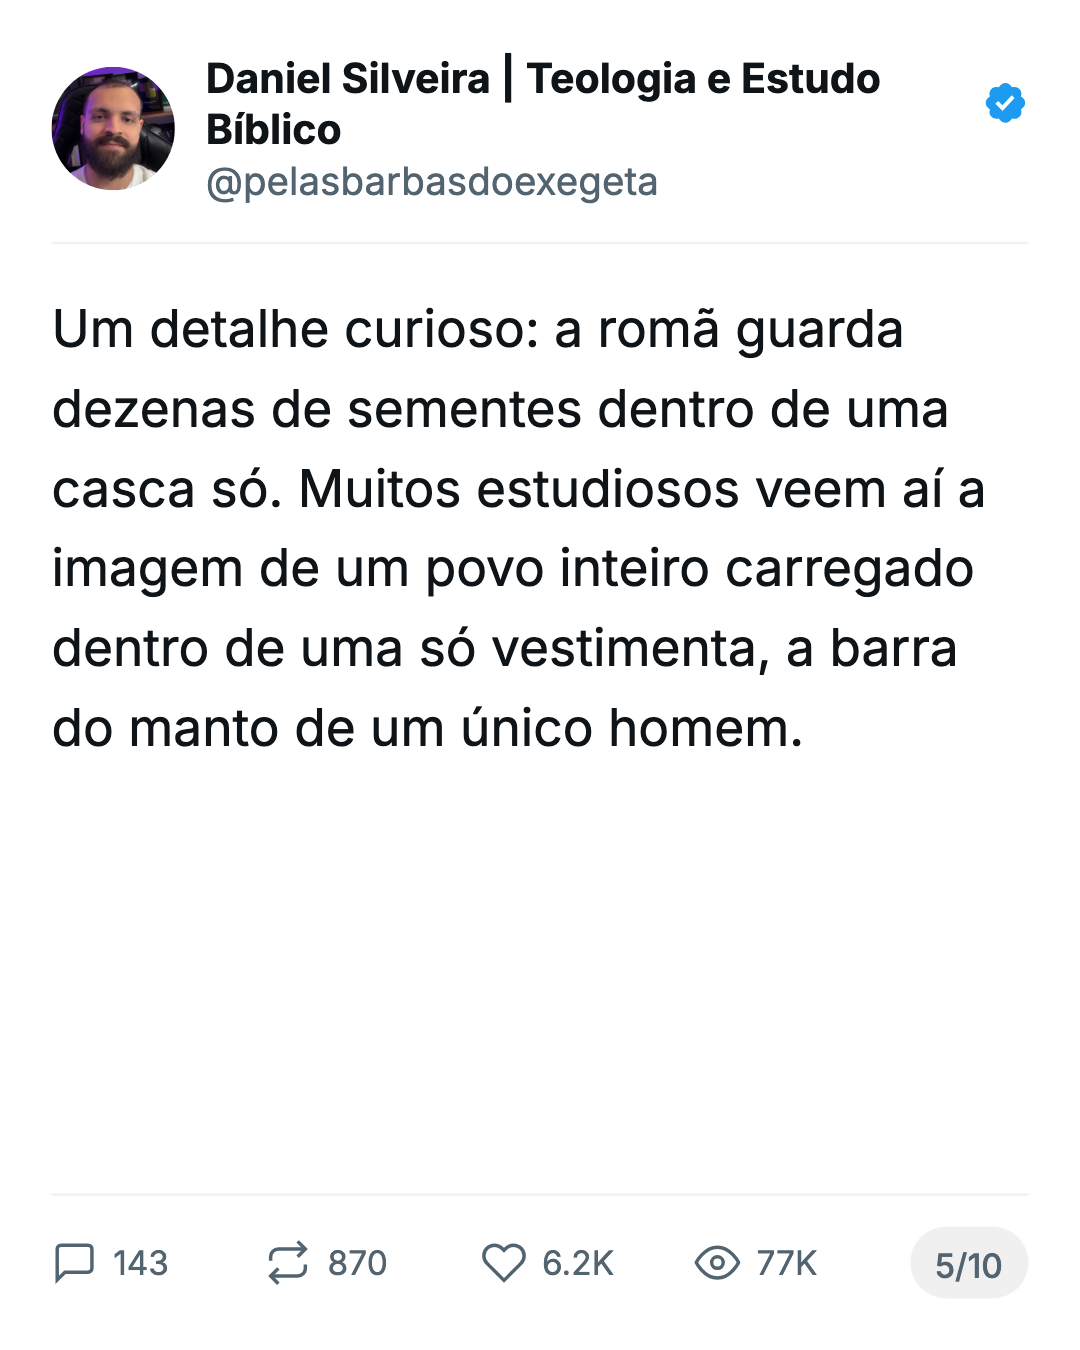 Daniel Silveira | Teologia e Estudo
Bíblico
@pelasbarbasdoexegeta
Um detalhe curioso: a romã guarda
dezenas de sementes dentro de uma
casca só. Muitos estudiosos veem aí a
imagem de um povo inteiro carregado
dentro de uma só vestimenta, a barra
do manto de um único homem.
143 870 6.2K 77K 5/10